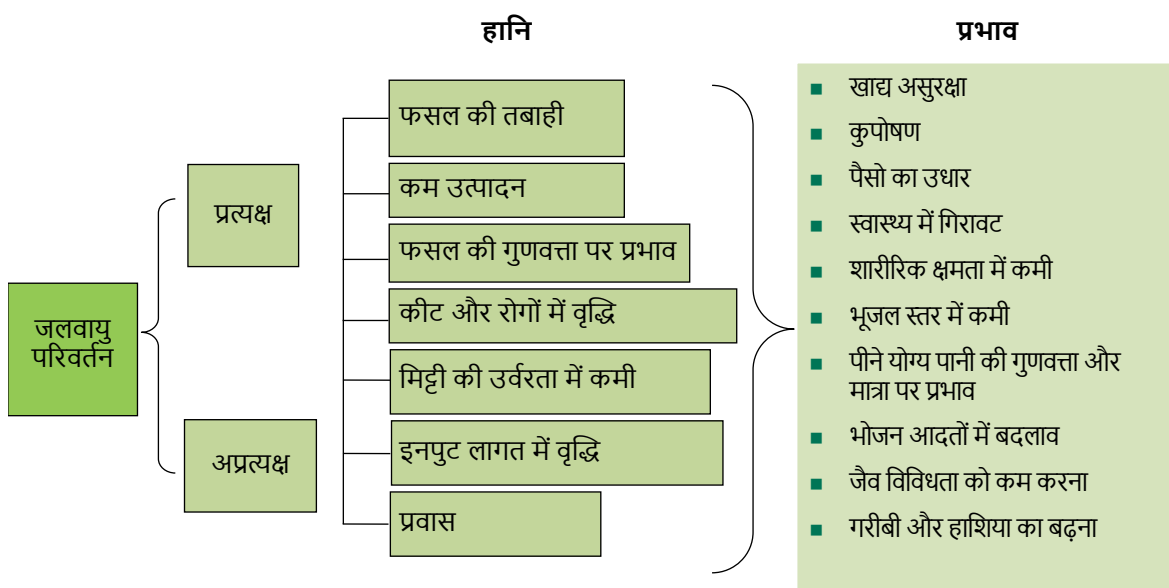 हानि
प्रभाव
जलवायु
परिवर्तन
प्रत्यक्ष
अप्रत्यक्ष
फसल की तबाही
कम उत्पादन
फसल की गुणवत्ता पर प्रभाव
कीट और रोगों में वृद्धि
मिट्टी की उर्वरता में कमी
इनपुट लागत में वृद्धि
प्रवास
खाद्य असुरक्षा
कुपोषण
पैसो का उधार
स्वास्थ्य में गिरावट
शारीरिक क्षमता में कमी
भूजल स्तर में कमी
पीने योग्य पानी की गुणवत्ता और
मात्रा पर प्रभाव
भोजन आदतों में बदलाव
जैव विविधता को कम करना
गरीबी और हाशिया का बढ़ना